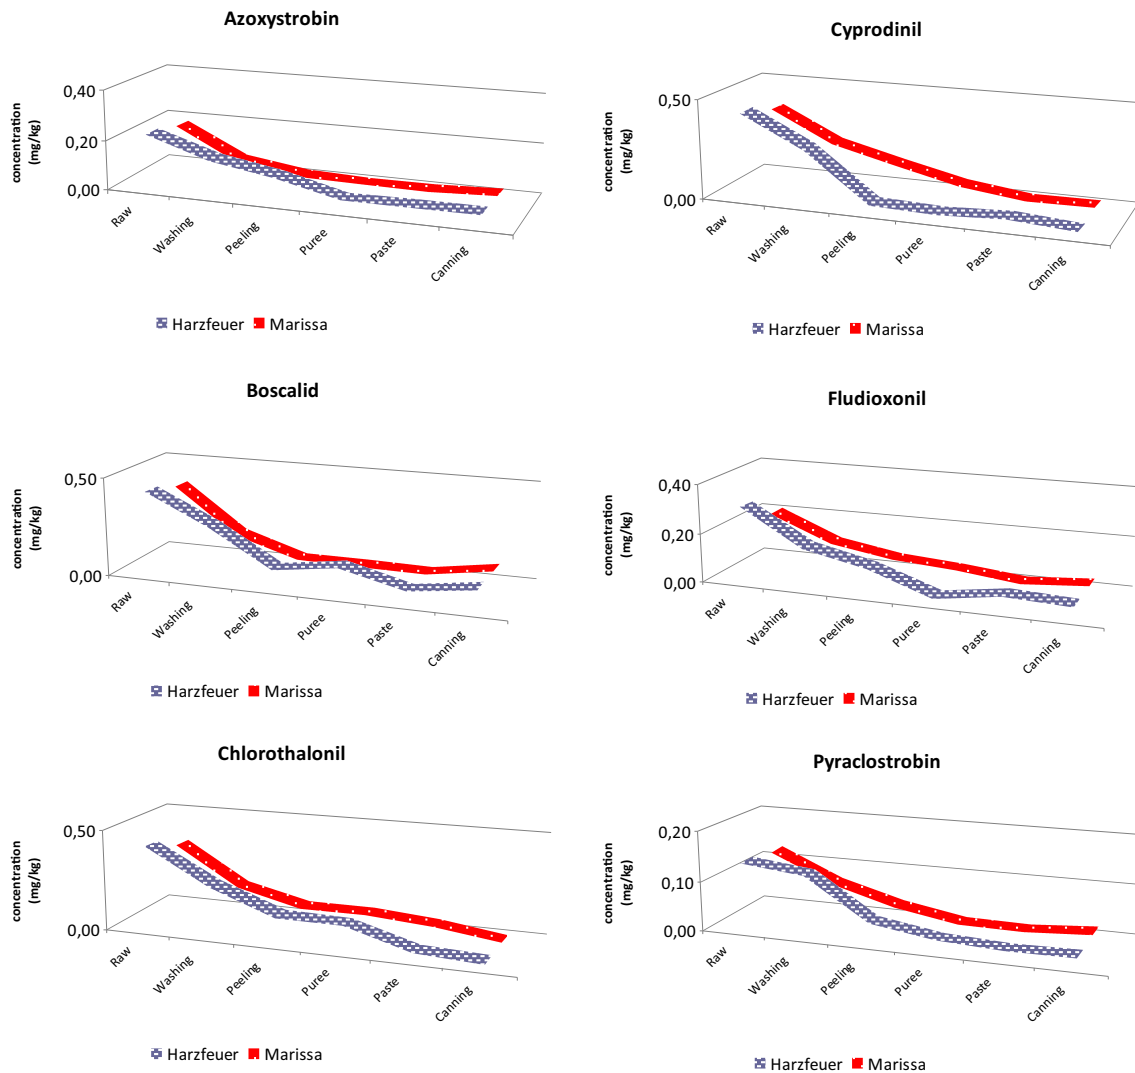 Azoxystrobin
concentration
(mg/kg)
0,40
0,20
0,00
Raw
Washing
Peeling
Puree
Paste
Canning
Harzfeuer Marissa
Cyprodinil
concentration
(mg/kg)
0,50
0,00
Raw
Washing
Peeling
Puree
Paste
Canning
Harzfeuer Marissa
Boscalid
concentration
(mg/kg)
0,50
0,00
Raw
Washing
Peeling
Puree
Paste
Canning
Harzfeuer Marissa
Fludioxonil
concentration
(mg/kg)
0,40
0,20
0,00
Raw
Washing
Peeling
Puree
Paste
Canning
Harzfeuer Marissa
Chlorothalonil
concentration
(mg/kg)
0,50
0,00
Raw
Washing
Peeling
Puree
Paste
Canning
Harzfeuer Marissa
Pyraclostrobin
concentration
(mg/kg)
0,20
0,10
0,00
Raw
Washing
Peeling
Puree
Paste
Canning
Harzfeuer Marissa